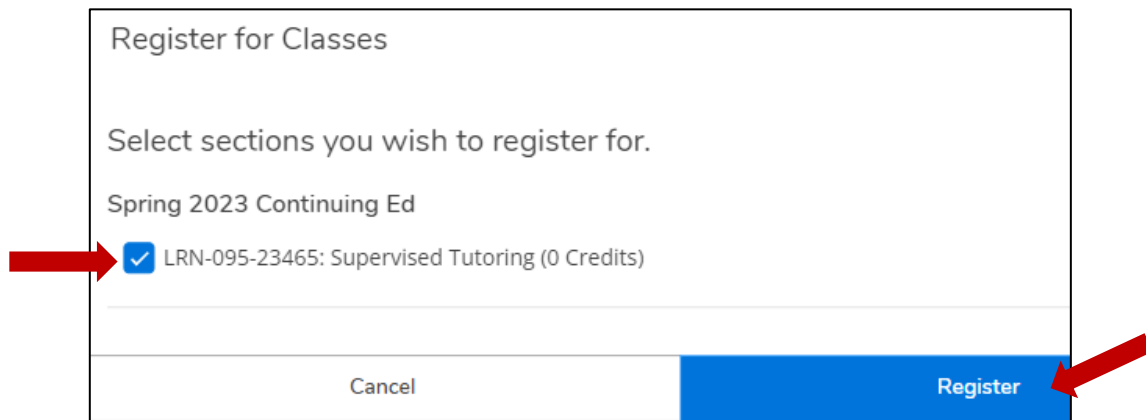 Register for Classes
Select sections you wish to register for.
Spring 2023 Continuing Ed
LRN-095-23465: Supervised Tutoring (0 Credits)
Cancel
Register